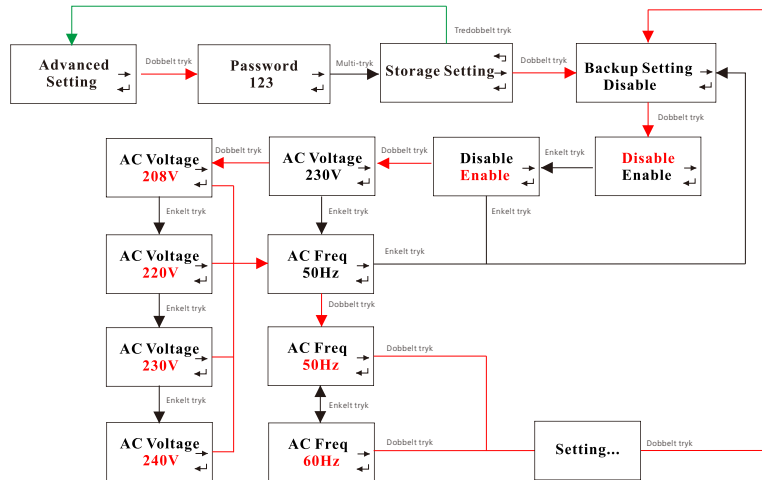 Tredobbelt tryk
Advanced
Setting
Dobbelt tryk
Password
123
Multi-tryk
Storage Setting
Dobbelt tryk
Backup Setting
Disable
Dobbelt tryk
AC Voltage
208V
Dobbelt tryk
AC Voltage
230V
Dobbelt tryk
Disable
Enable
Enkelt tryk
Disable
Enable
Enkelt tryk
Enkelt tryk
Enkelt tryk
AC Voltage
220V
AC Freq
50Hz
Enkelt tryk
Enkelt tryk
Dobbelt tryk
AC Voltage
230V
AC Freq
50Hz
Dobbelt tryk
Enkelt tryk
Enkelt tryk
AC Voltage
240V
AC Freq
60Hz
Dobbelt tryk
Setting...
Dobbelt tryk